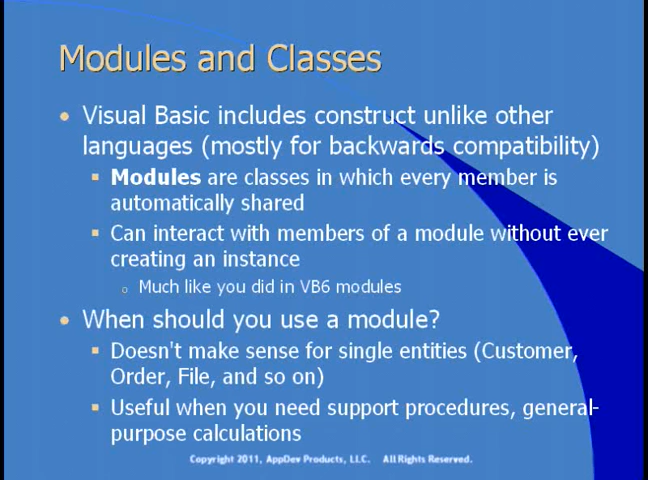 Modules and Classes
• Visual Basic includes construct unlike other
languages (mostly for backwards compatibility)
▪ Modules are classes in which every member is
automatically shared
▪ Can interact with members of a module without ever
creating an instance
o Much like you did in VB6 modules
• When should you use a module?
▪ Doesn't make sense for single entities (Customer,
Order, File, and so on)
▪ Useful when you need support procedures, general-
purpose calculations
Copyright 2011, AppDev Products, LLC. All Rights Reserved.